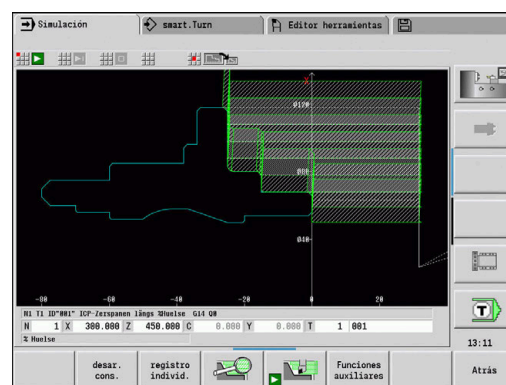 Simulación
smart.Turn
Editor herramientas
X
Ø120
Ø80
Ø40
-80 -60 -40 -20 0 20
N1 T1 ID"001" ICP-Zerspanen längs %Huelse G14 Q0
N 1 X 300.000 Z 450.000 C 0.000 Y 0.000 T 1 001
% Huelse
T
13:11
desar. cons.
registro individ.
Funciones auxiliares
Atrás